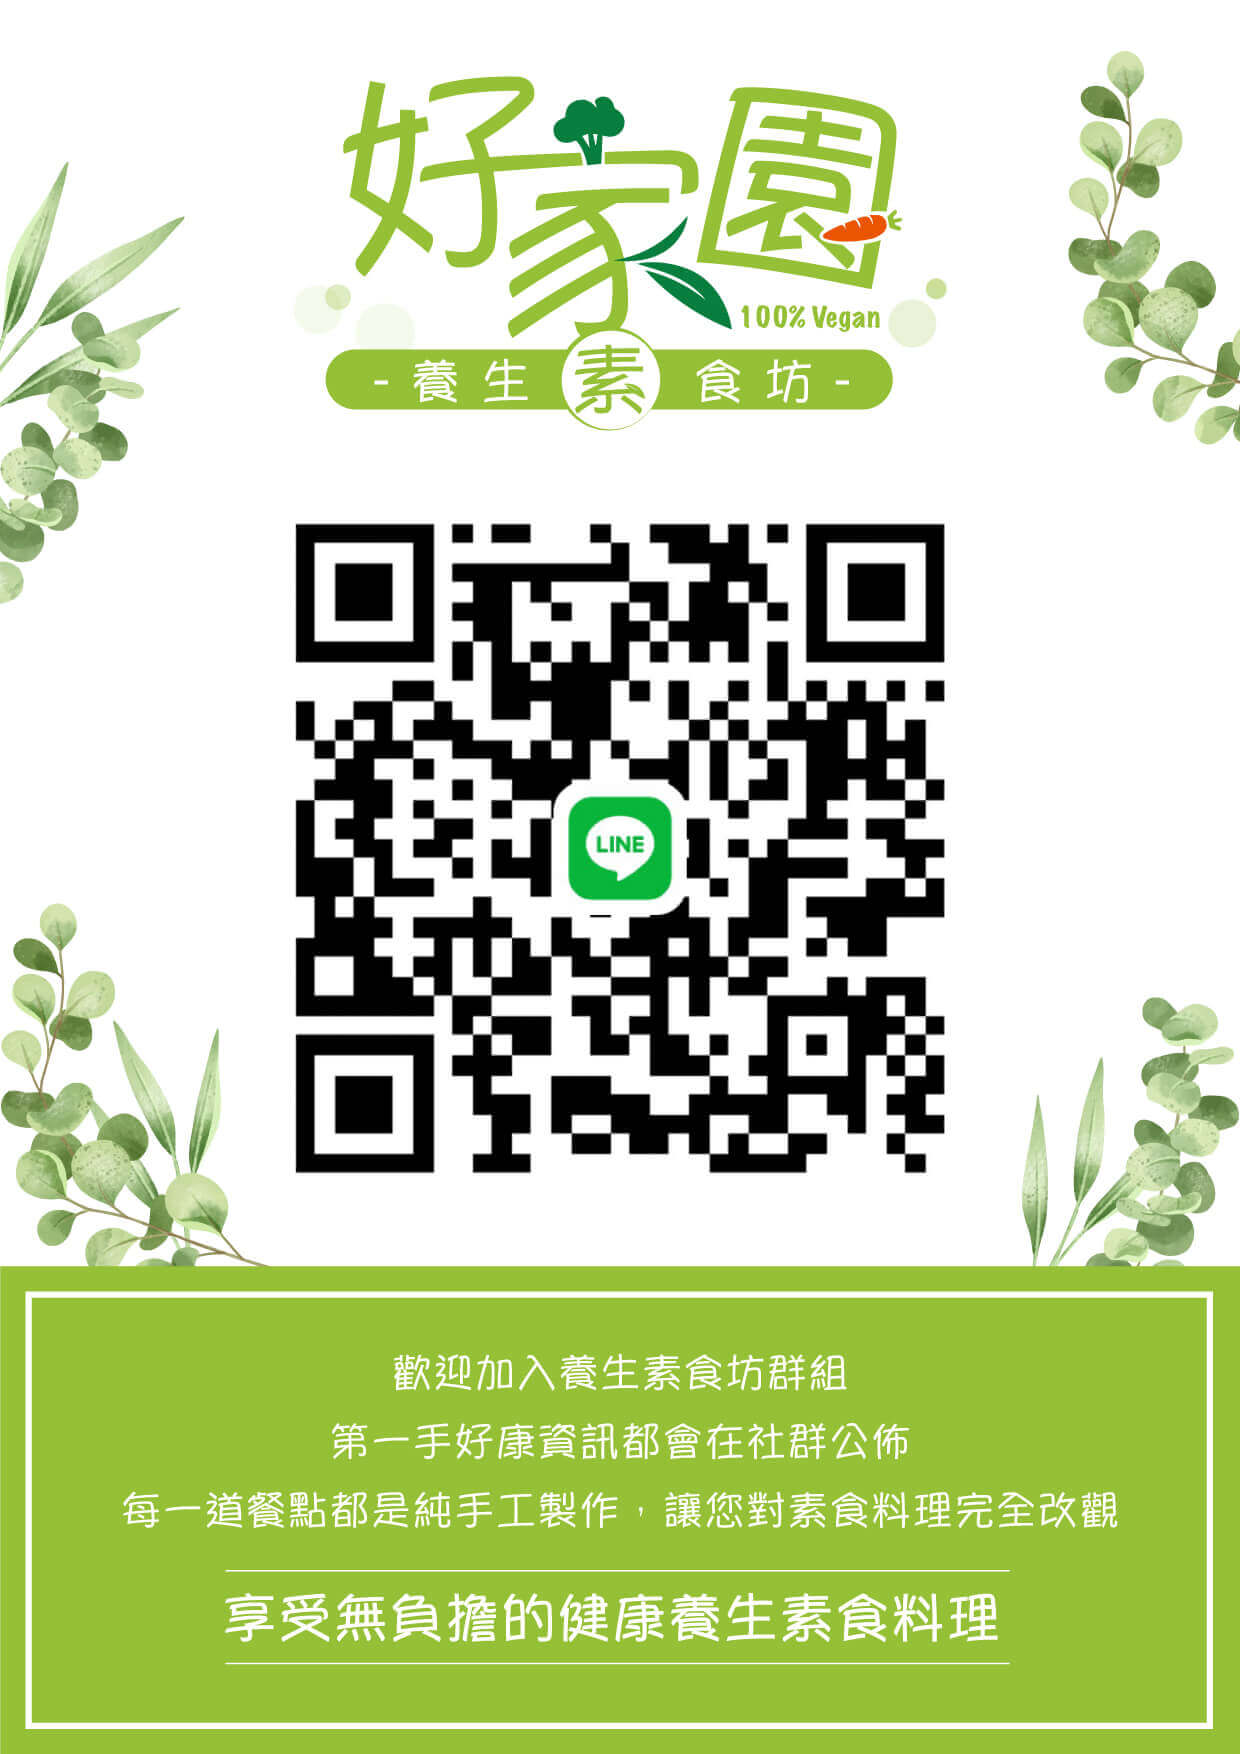 好家園
100% Vegan
- 養生素食坊 -
LINE
歡迎加入養生素食坊群組
第一手好康資訊都會在社群公佈
每一道餐點都是純手工製作，讓您對素食料理完全改觀
享受無負擔的健康養生素食料理